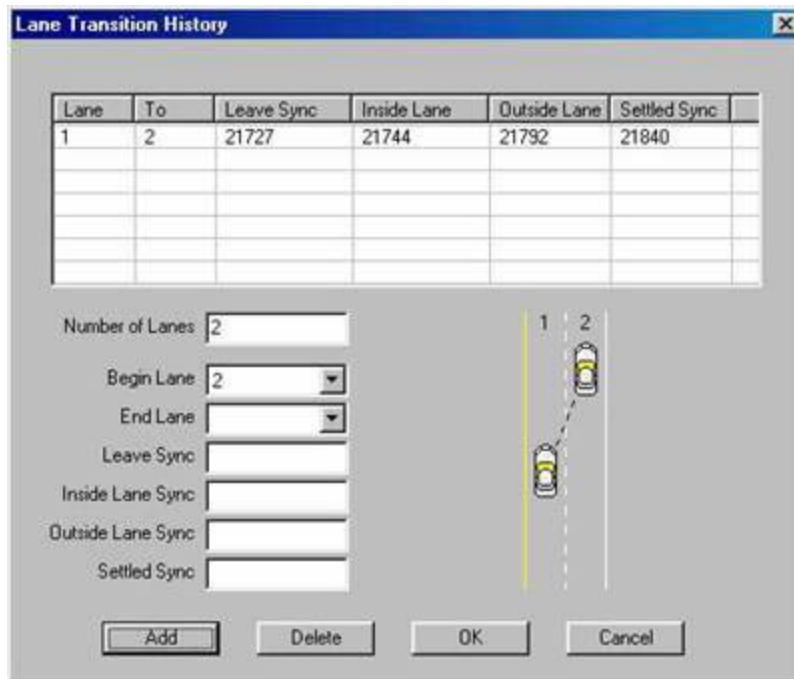 Lane Transition History
Lane To Leave Sync Inside Lane Outside Lane Settled Sync
1 2 21727 21744 21792 21840
Number of Lanes 2
1 2
Begin Lane 2
End Lane
Leave Sync
Inside Lane Sync
Outside Lane Sync
Settled Sync
Add Delete OK Cancel